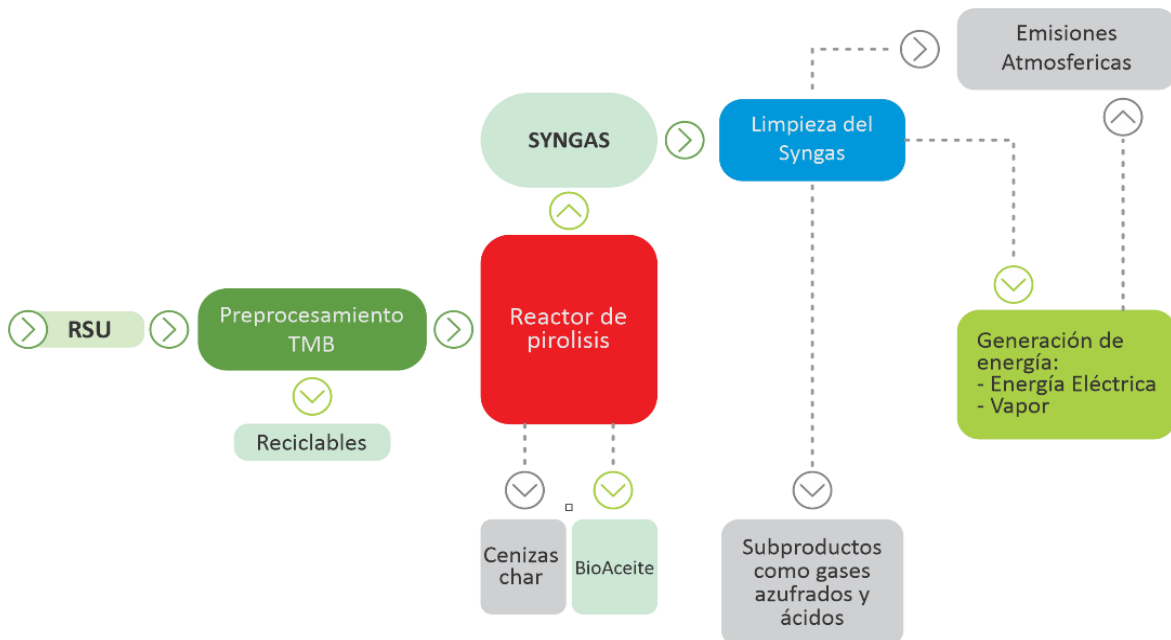 Emisiones
Atmosfericas
SYNGAS
Limpieza del
Syngas
RSU
Preprocesamiento
TMB
Reactor de
pirolisis
Generación de
energía:
- Energía Eléctrica
- Vapor
Reciclables
Cenizas
char
BioAceite
Subproductos
como gases
azufrados y
ácidos